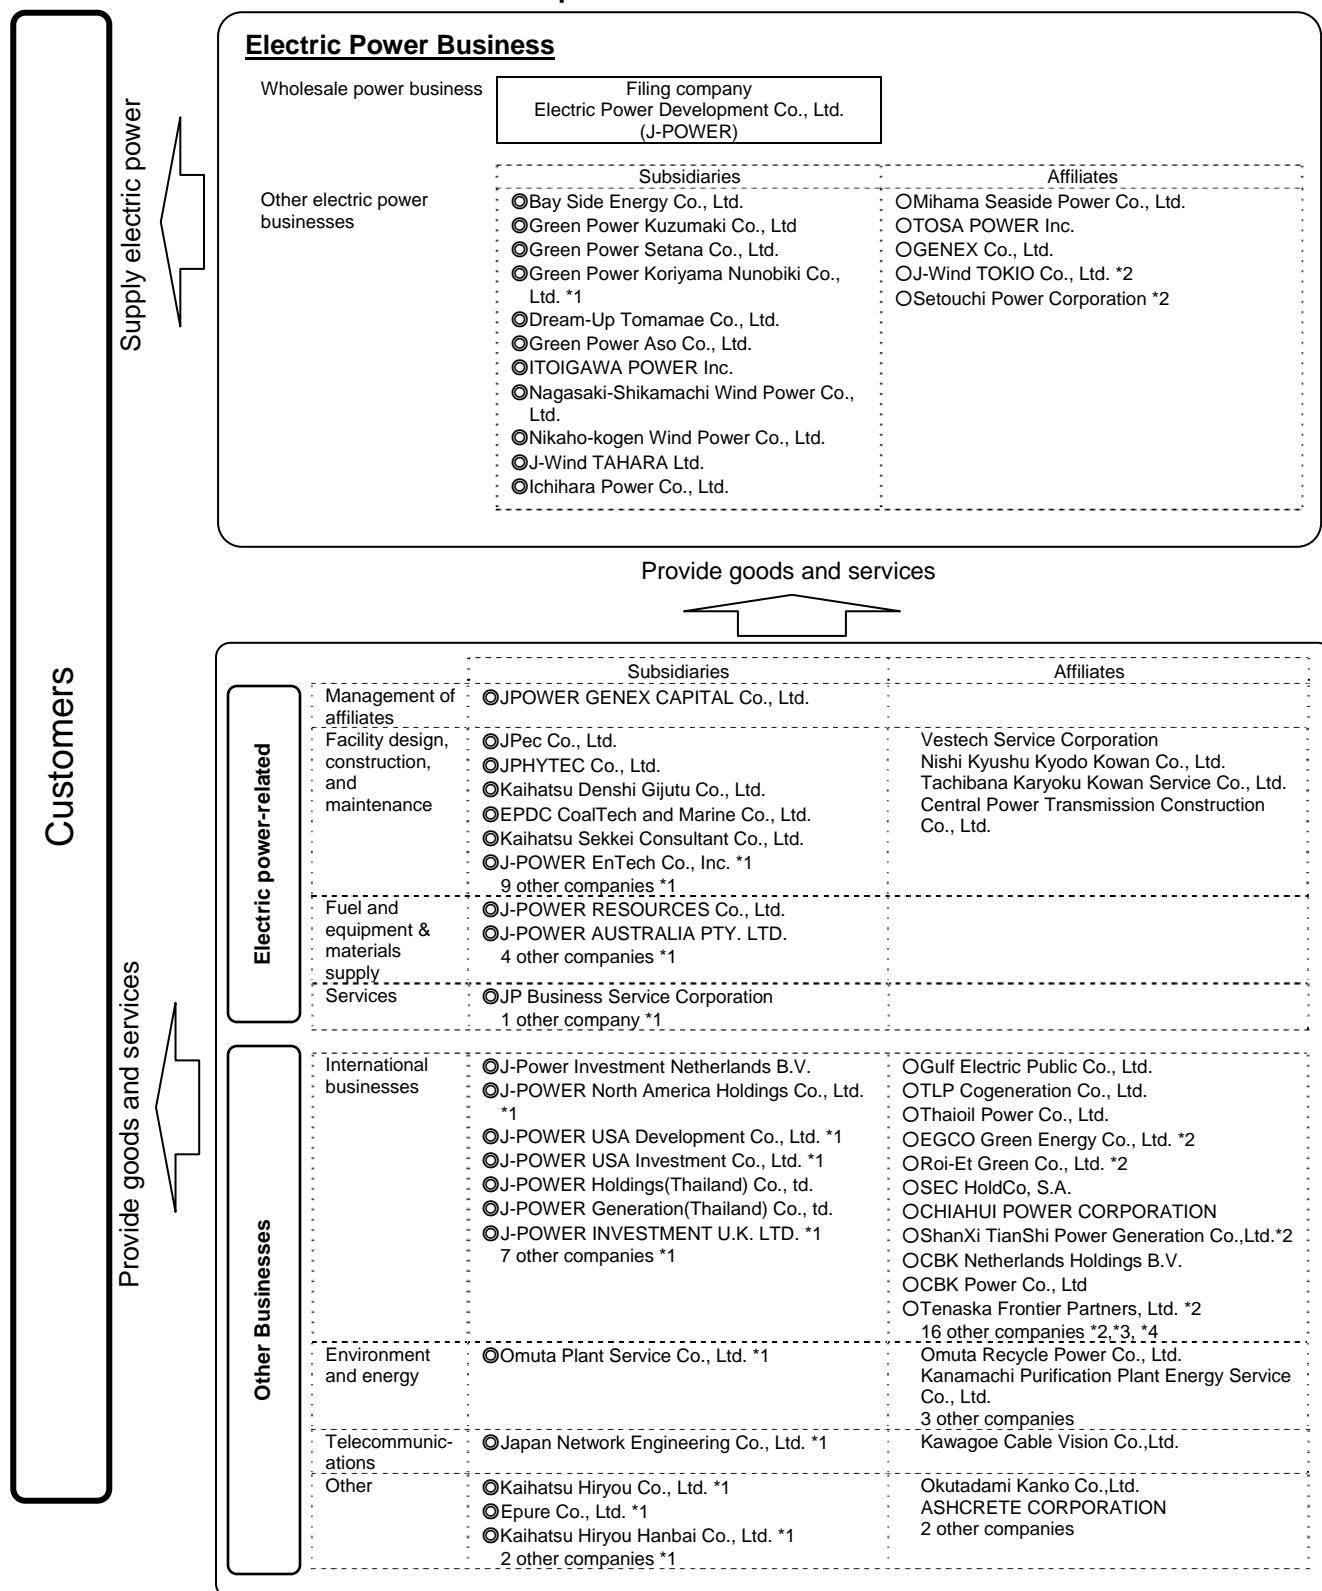 Electric Power Business
Wholesale power business
Filing company
Electric Power Development Co., Ltd.
(J-POWER)
Supply electric power
Other electric power
businesses
Subsidiaries
◎Bay Side Energy Co., Ltd.
◎Green Power Kuzumaki Co., Ltd
◎Green Power Setana Co., Ltd.
◎Green Power Koriyama Nunobiki Co.,
Ltd. *1
◎Dream-Up Tomamae Co., Ltd.
◎Green Power Aso Co., Ltd.
◎ITOIGAWA POWER Inc.
◎Nagasaki-Shikamachi Wind Power Co.,
Ltd.
◎Nikaho-kogen Wind Power Co., Ltd.
◎J-Wind TAHARA Ltd.
◎Ichihara Power Co., Ltd.
Affiliates
○Mihama Seaside Power Co., Ltd.
○TOSA POWER Inc.
○GENEX Co., Ltd.
○J-Wind TOKIO Co., Ltd. *2
○Setouchi Power Corporation *2
Provide goods and services
Customers
Provide goods and services
Subsidiaries
Affiliates
Electric power-related
Management of
affiliates
◎JPOWER GENEX CAPITAL Co., Ltd.
Facility design,
construction,
and
maintenance
◎JPec Co., Ltd.
◎JPHYTEC Co., Ltd.
◎Kaihatsu Denshi Gijutu Co., Ltd.
◎EPDC CoalTech and Marine Co., Ltd.
◎Kaihatsu Sekkei Consultant Co., Ltd.
◎J-POWER EnTech Co., Inc. *1
9 other companies *1
Vestech Service Corporation
Nishi Kyushu Kyodo Kowan Co., Ltd.
Tachibana Karyoku Kowan Service Co., Ltd.
Central Power Transmission Construction
Co., Ltd.
Fuel and
equipment &
materials
supply
◎J-POWER RESOURCES Co., Ltd.
◎J-POWER AUSTRALIA PTY. LTD.
4 other companies *1
Services
◎JP Business Service Corporation
1 other company *1
Other Businesses
International
businesses
◎J-Power Investment Netherlands B.V.
◎J-POWER North America Holdings Co., Ltd.
*1
◎J-POWER USA Development Co., Ltd. *1
◎J-POWER USA Investment Co., Ltd. *1
◎J-POWER Holdings(Thailand) Co., td.
◎J-POWER Generation(Thailand) Co., td.
◎J-POWER INVESTMENT U.K. LTD. *1
7 other companies *1
○Gulf Electric Public Co., Ltd.
○TLP Cogeneration Co., Ltd.
○Thaioil Power Co., Ltd.
○EGCO Green Energy Co., Ltd. *2
○Roi-Et Green Co., Ltd. *2
○SEC HoldCo, S.A.
○CHIAHUI POWER CORPORATION
○ShanXi TianShi Power Generation Co.,Ltd.*2
○CBK Netherlands Holdings B.V.
○CBK Power Co., Ltd
○Tenaska Frontier Partners, Ltd. *2
16 other companies *2,*3, *4
Environment
and energy
◎Omuta Plant Service Co., Ltd. *1
Omuta Recycle Power Co., Ltd.
Kanamachi Purification Plant Energy Service
Co., Ltd.
3 other companies
Telecommunic-
ations
◎Japan Network Engineering Co., Ltd. *1
Kawagoe Cable Vision Co.,Ltd.
Other
◎Kaihatsu Hiryou Co., Ltd. *1
◎Epure Co., Ltd. *1
◎Kaihatsu Hiryou Hanbai Co., Ltd. *1
2 other companies *1
Okutadami Kanko Co.,Ltd.
ASHCRETE CORPORATION
2 other companies